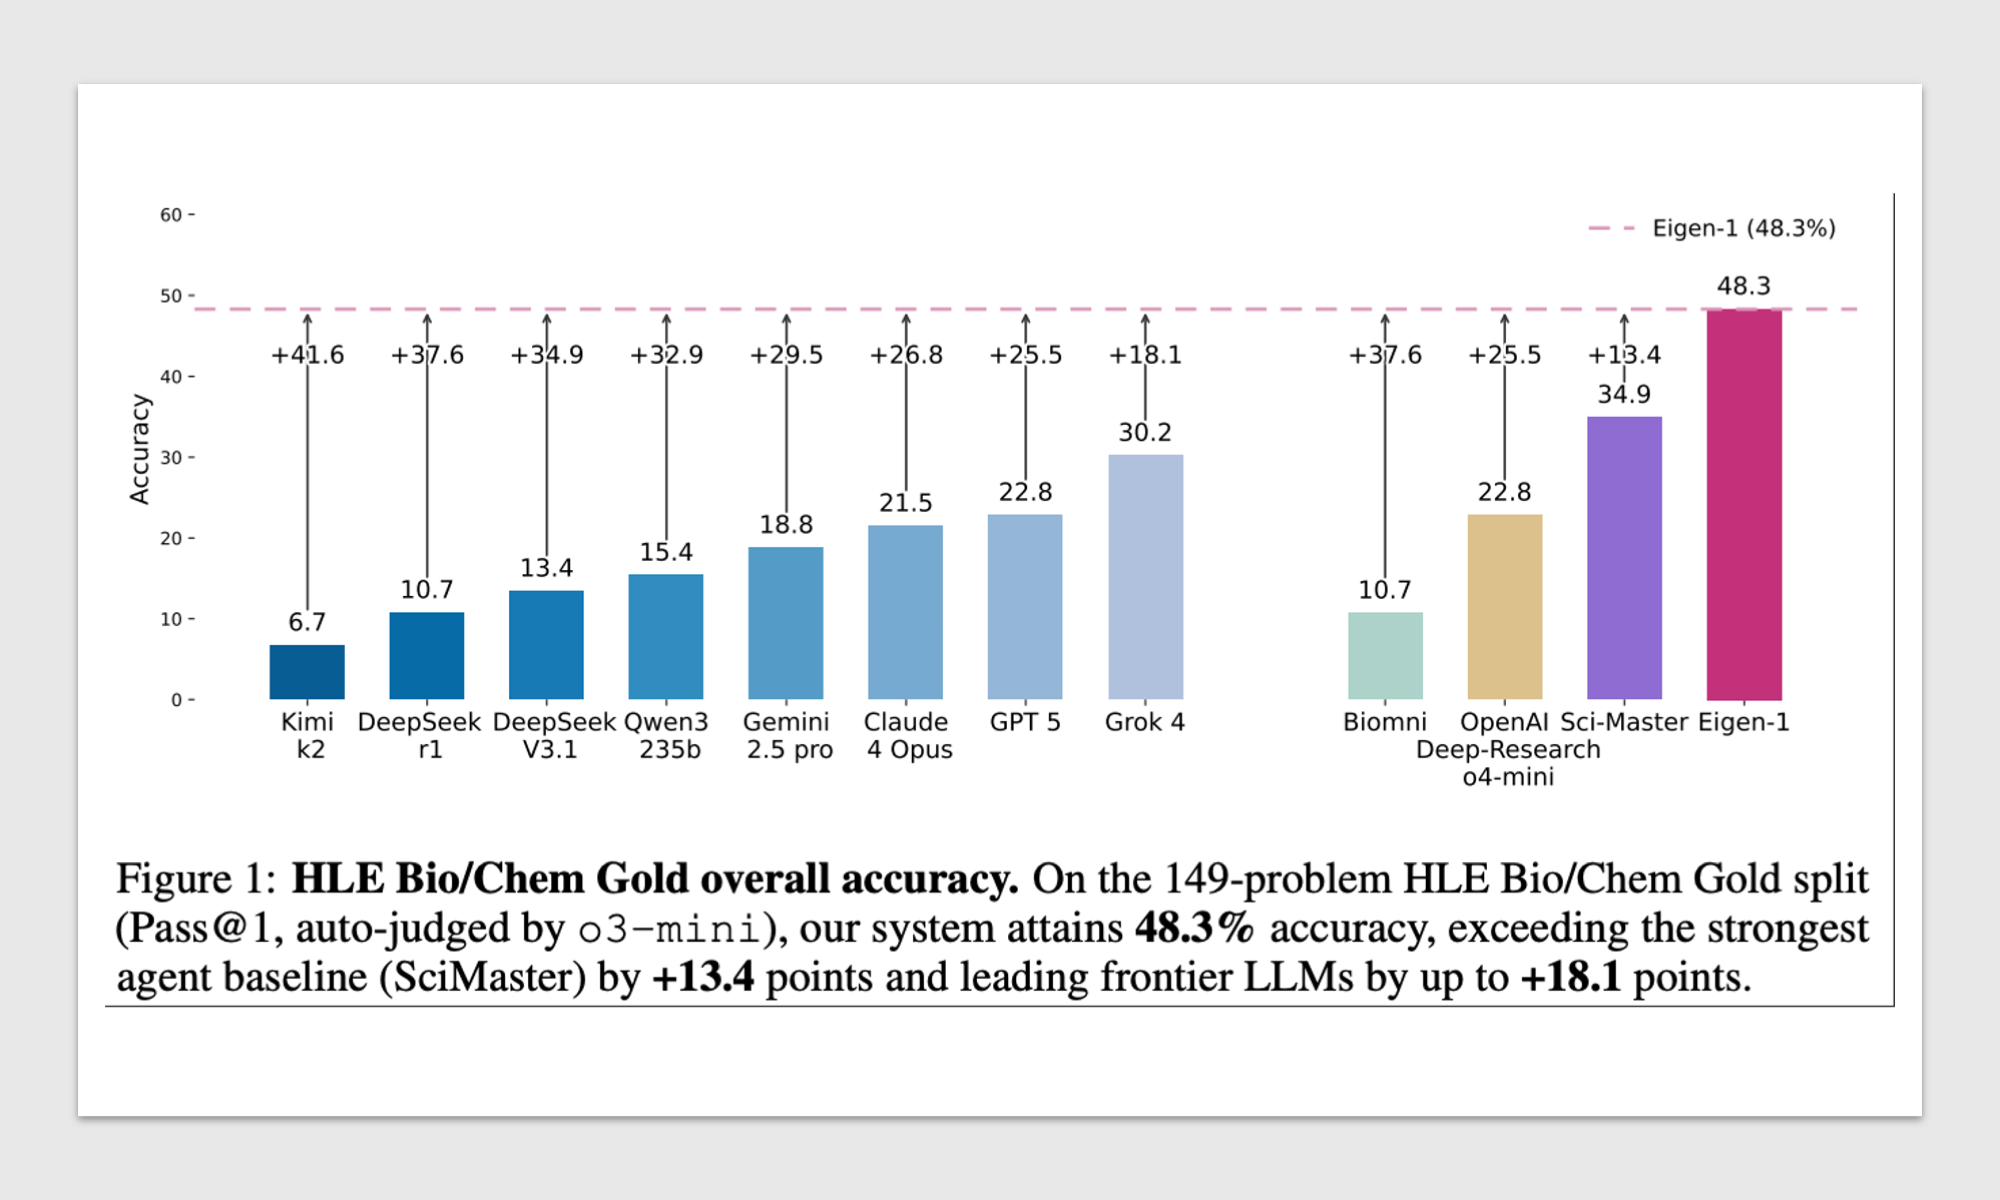 60
Eigen-1 (48.3%)
48.3
50
+41.6 +37.6 +34.9 +32.9 +29.5 +26.8 +25.5 +18.1 +37.6 +25.5 +13.4
40
34.9
30.2
30
22.8 22.8
21.5
20
18.8
15.4
13.4
10.7 10.7
10
6.7
0
Accuracy
Kimi DeepSeek DeepSeek Qwen3 Gemini Claude GPT 5 Grok 4 Biomni OpenAI Sci-Master Eigen-1
k2 r1 V3.1 235b 2.5 pro 4 Opus Deep-Research
o4-mini
Figure 1: HLE Bio/Chem Gold overall accuracy. On the 149-problem HLE Bio/Chem Gold split
(Pass@1, auto-judged by o3-mini), our system attains 48.3% accuracy, exceeding the strongest
agent baseline (SciMaster) by +13.4 points and leading frontier LLMs by up to +18.1 points.